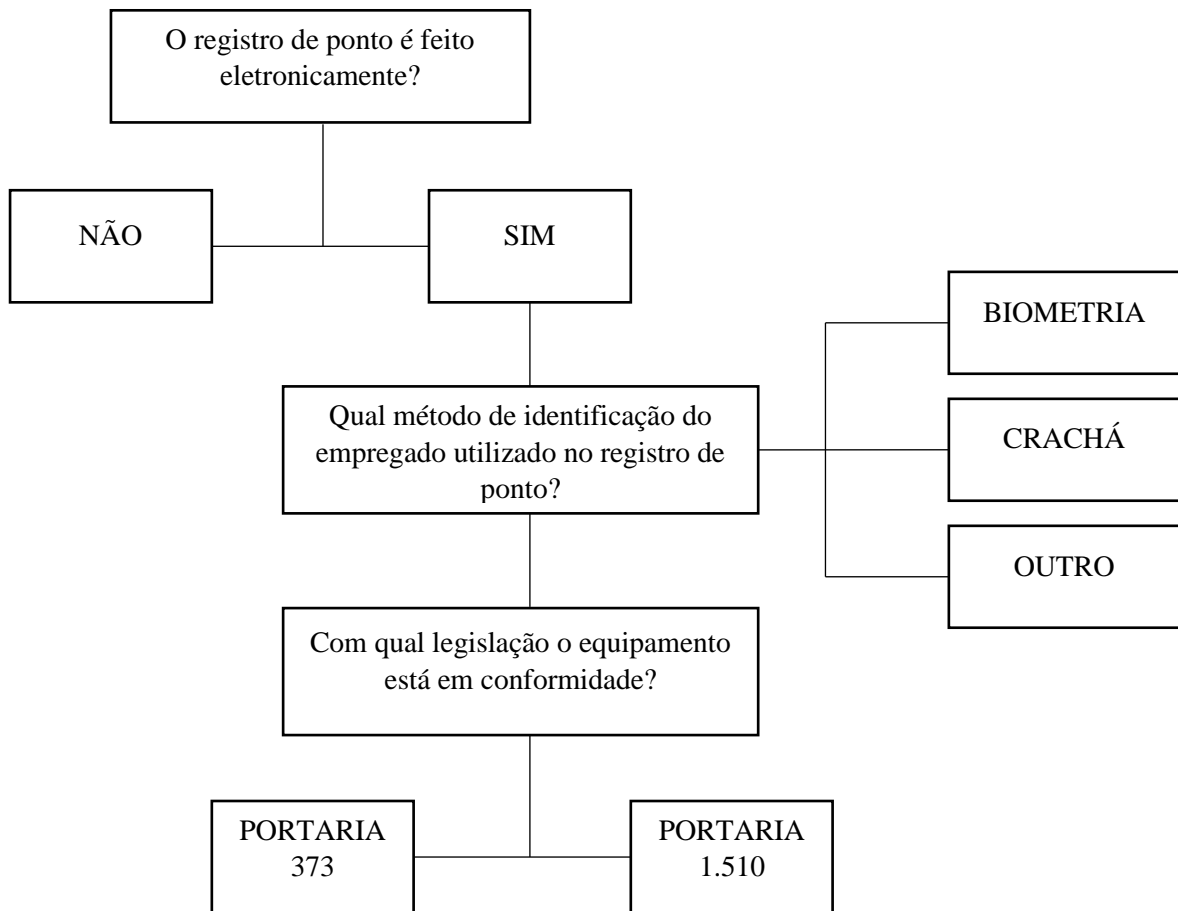 O registro de ponto é feito
eletronicamente?
NÃO
SIM
BIOMETRIA
Qual método de identificação do
empregado utilizado no registro de
ponto?
CRACHÁ
OUTRO
Com qual legislação o equipamento
está em conformidade?
PORTARIA
373
PORTARIA
1.510